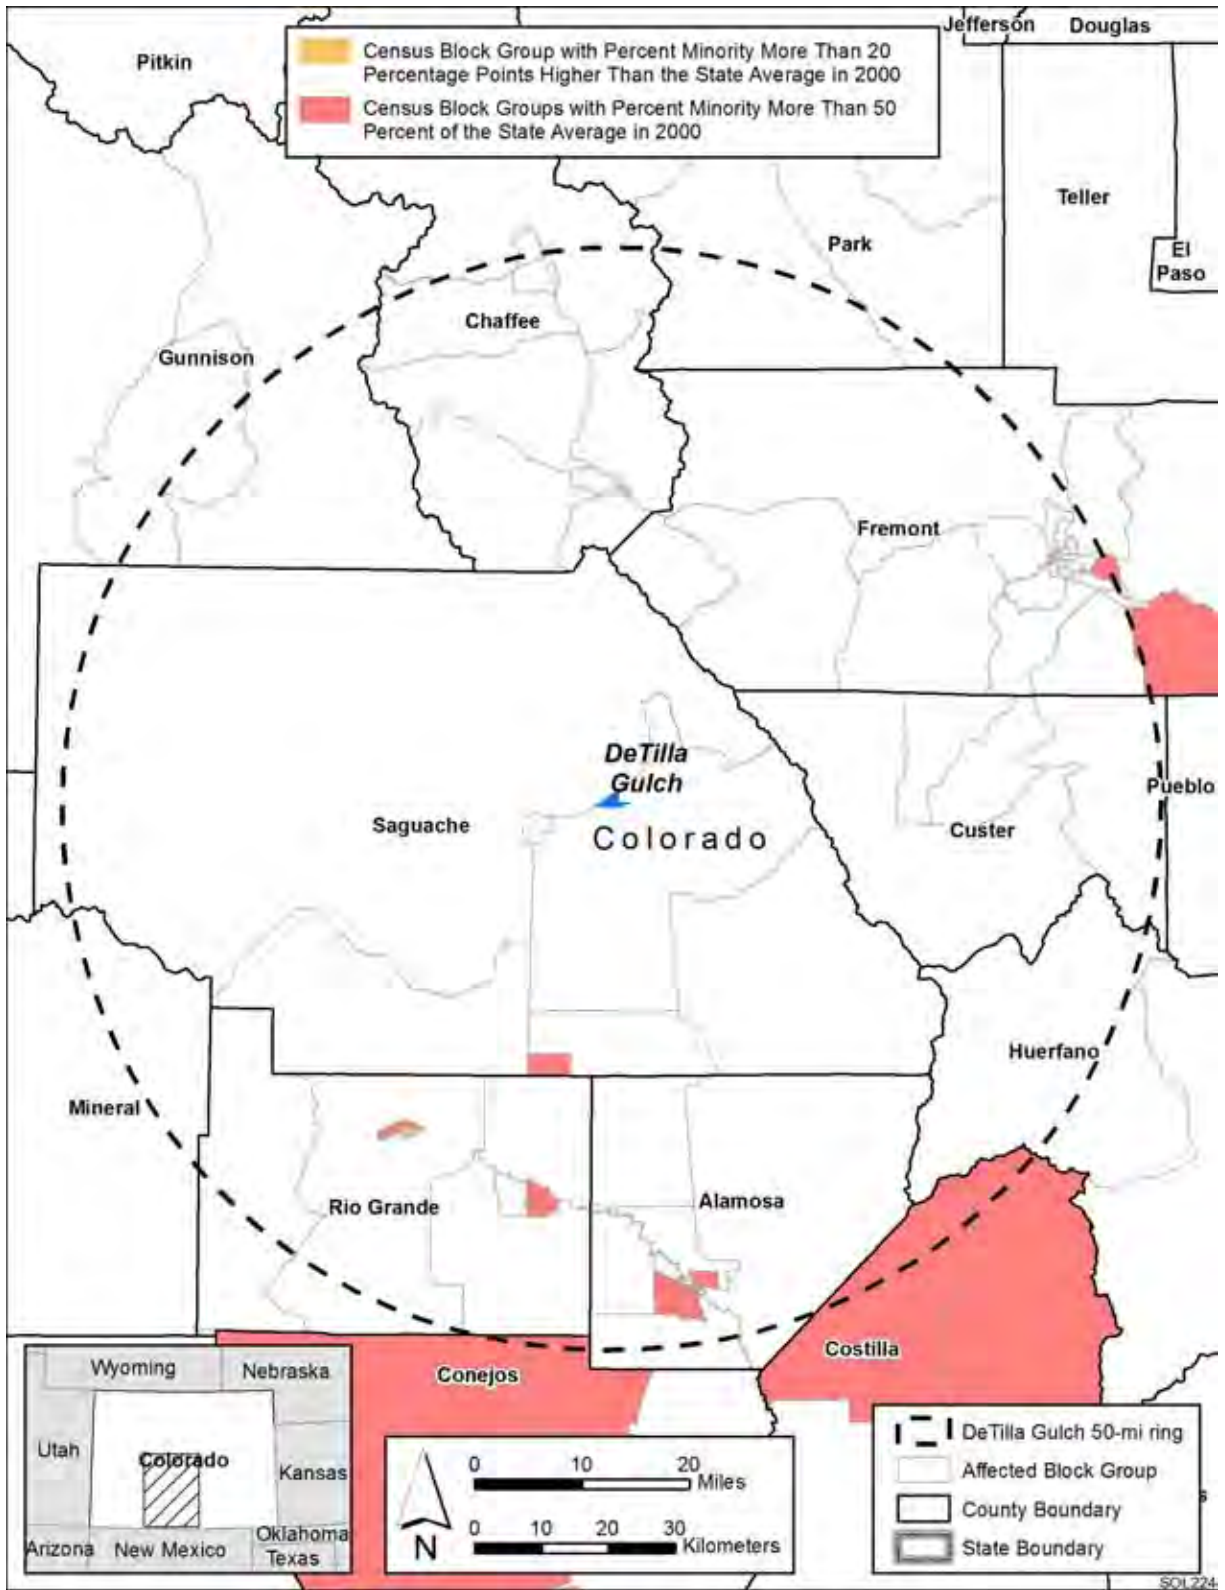 Jefferson
Douglas
Pitkin
Census Block Group with Percent Minority More Than 20
Percentage Points Higher Than the State Average in 2000
Census Block Groups with Percent Minority More Than 50
Percent of the State Average in 2000
Teller
Park
El
Paso
Chaffee
Gunnison
Fremont
DeTilla
Gulch
Pueblo
Saguache
Colorado
Custer
Huerfano
Mineral
Rio Grande
Alamosa
Costilla
Conejos
Wyoming
Nebraska
Utah
Colorado
Kansas
Arizona
New Mexico
Oklahoma
Texas
N
0 10 20
Miles
0 10 20 30
Kilometers
DeTilla Gulch 50-mi ring
Affected Block Group
s
County Boundary
State Boundary